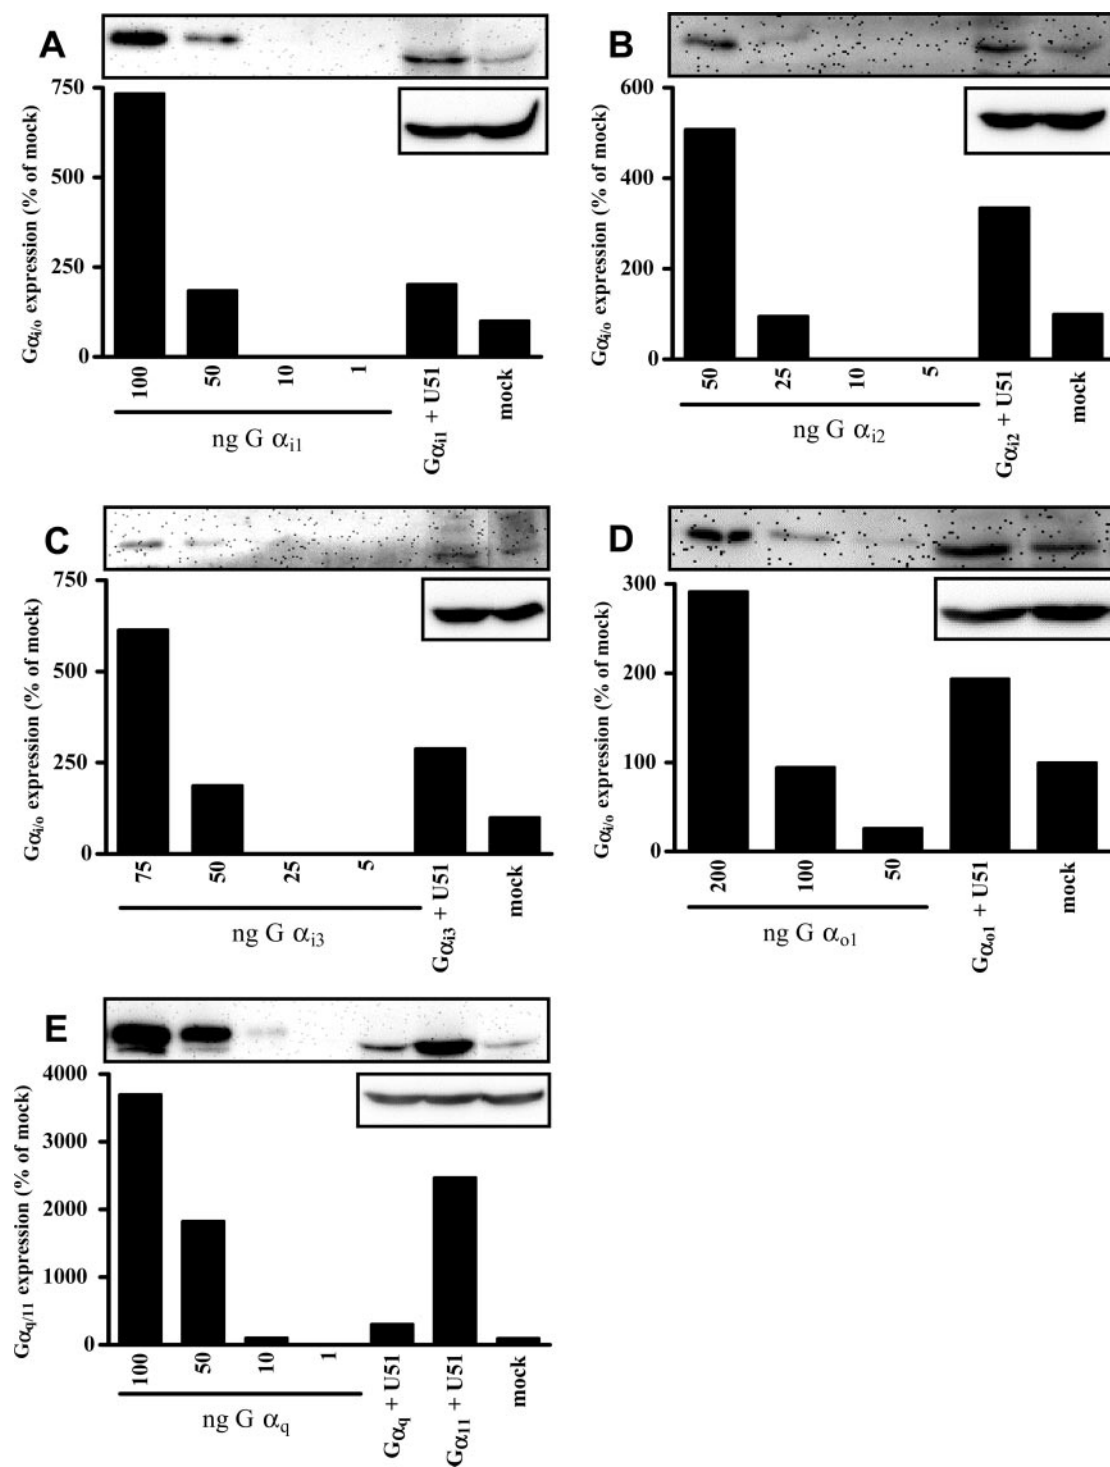 A
Gαi/o expression (% of mock)
750
500
250
0
100 50 10 1 Gαi1 + U51 mock
ng G αi1
B
Gαi/o expression (% of mock)
600
400
200
0
50 25 10 5 Gαi2 + U51 mock
ng G αi2
C
Gαi/o expression (% of mock)
750
500
250
0
75 50 25 5 Gαi3 + U51 mock
ng G αi3
D
Gαi/o expression (% of mock)
300
200
100
0
200 100 50 Gαo1 + U51 mock
ng G αo1
E
Gαq/11 expression (% of mock)
4000
3000
2000
1000
0
100 50 10 1 Gαq + U51 Gα11 + U51 mock
ng G αq